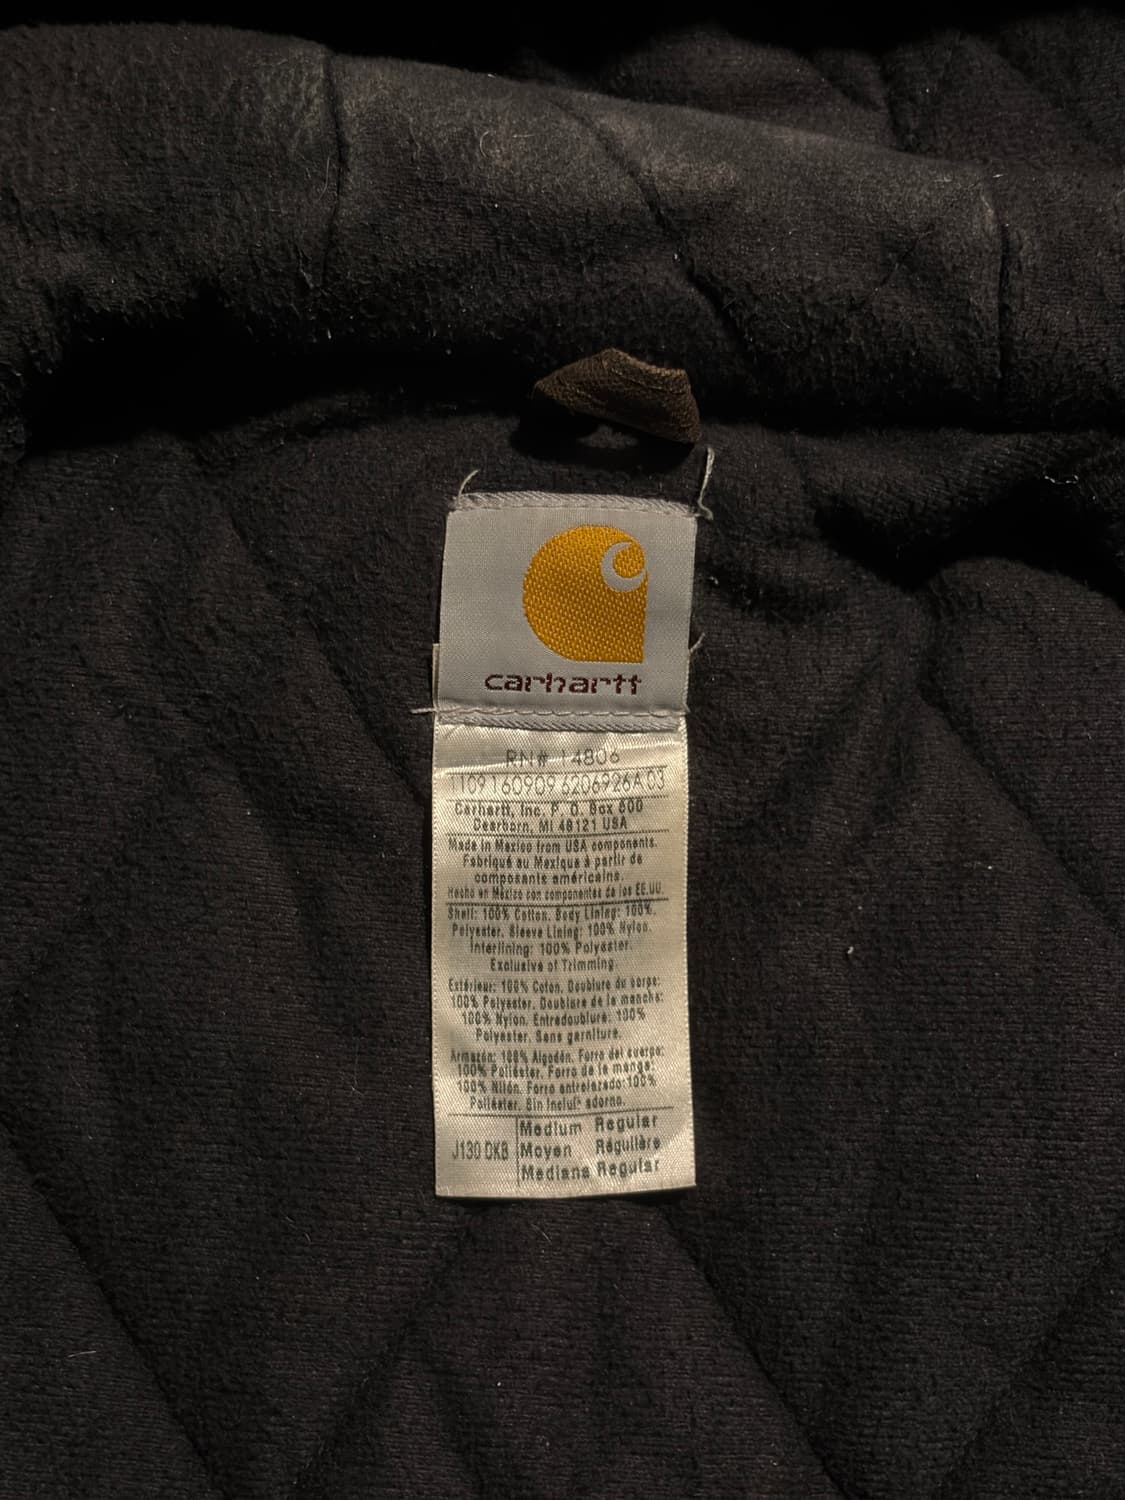 carhartt
RN# 14806
1109 160909 6206926A 03
Carhartt, Inc. P. O. Box 600
Dearborn, MI 48121 USA
Made in Mexico from USA components.
Fabriqué au Mexique à partir de
composants américains.
Hecho en México con componentes de los EE.UU.
Shell: 100% Cotton. Body Lining: 100%.
Polyester. Sleeve Lining: 100% Nylon.
Interlining: 100% Polyester.
Exclusive of Trimming
Extérieur: 100% Coton. Doublure du corps:
100% Polyester. Doublure de la manche:
100% Nylon. Entredoublure: 100%
Polyester. Sans garniture.
Armazón: 100% Algodón. Forro del cuerpo:
100% Poliéster. Forro de la manga:
100% Nilón. Forro entrelazado: 100%
Poliéster. Sin adorno.
J130 DKB
Medium Regular
Moyen Régulière
Mediana Regular